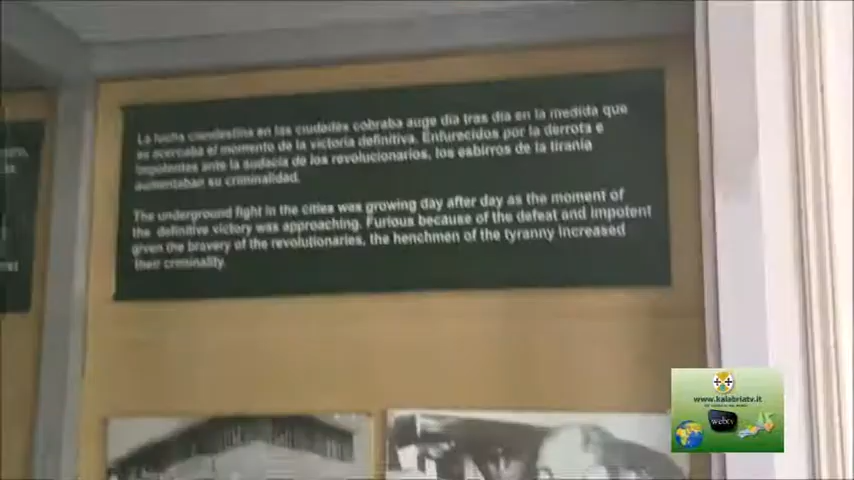 La lucha clandestina en las ciudades cobraba auge día tras día en la medida que
se acercaba el momento de la victoria definitiva. Enfurecidos por la derrota e
impotentes ante la audacia de los revolucionarios, los esbirros de la tiranía
aumentaban su criminalidad.
The underground fight in the cities was growing day after day as the moment of
the definitive victory was approaching. Furious because of the defeat and impotent
given the bravery of the revolutionaries, the henchmen of the tyranny increased
their criminality.
www.kalabriatv.it
webtv